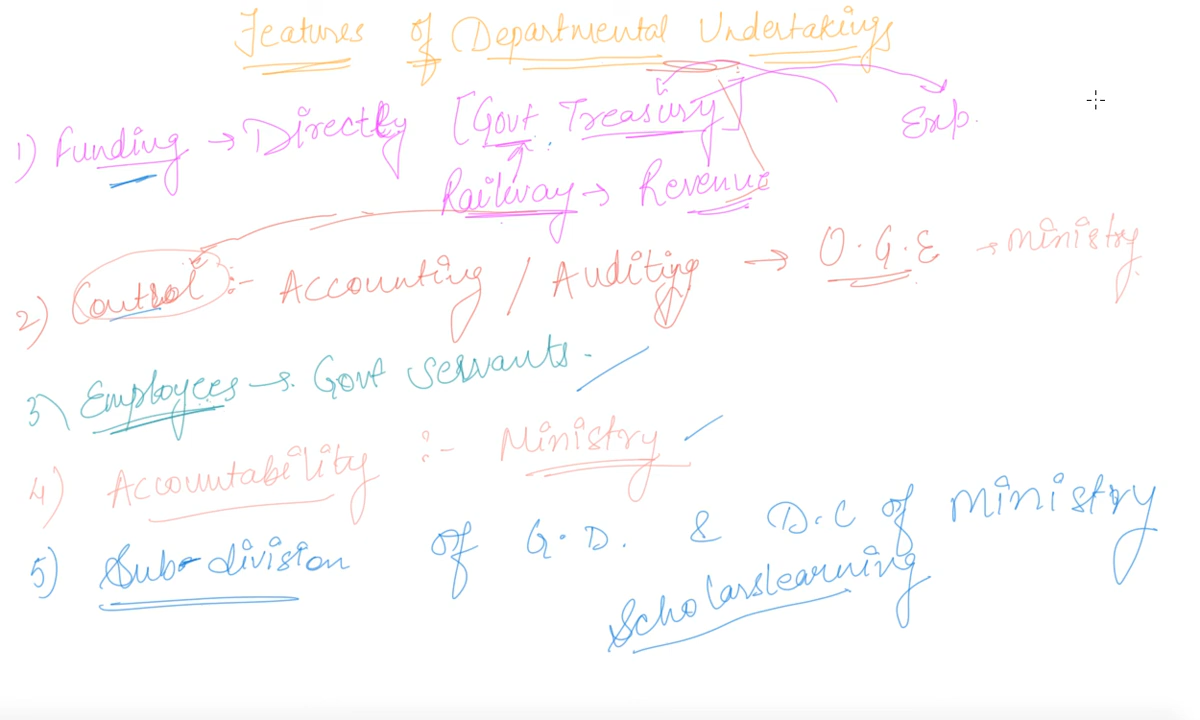 Features of Departmental Undertakings
1) Funding → Directly [Govt Treasury] Exp.
Railway → Revenue
2) Control :- Accounting / Auditing → O.G.E → Ministry
3) Employees → Govt servants.
4) Accountability :- Ministry
5) Sub-division of G.D. & D.C of Ministry
Scholarslearning